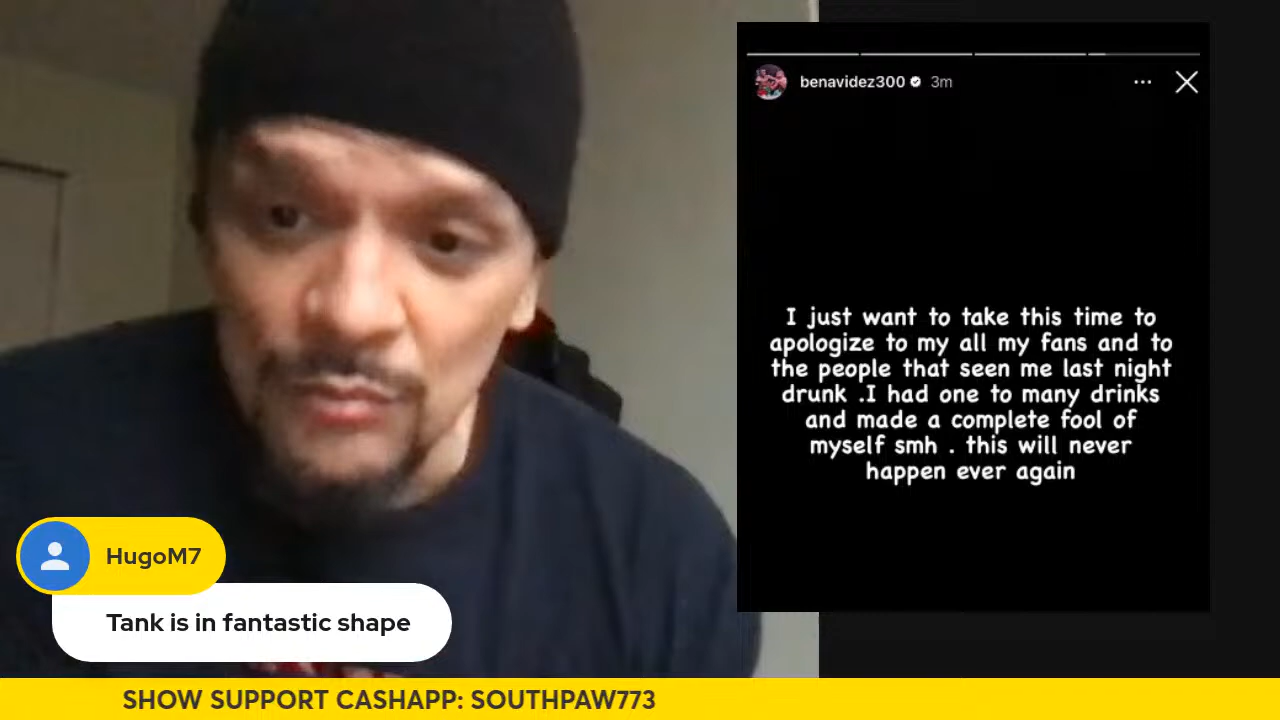 benavidez300 3m
I just want to take this time to
apologize to my all my fans and to
the people that seen me last night
drunk .I had one to many drinks
and made a complete fool of
myself smh . this will never
happen ever again
HugoM7
Tank is in fantastic shape
SHOW SUPPORT CASHAPP: SOUTHPAW773